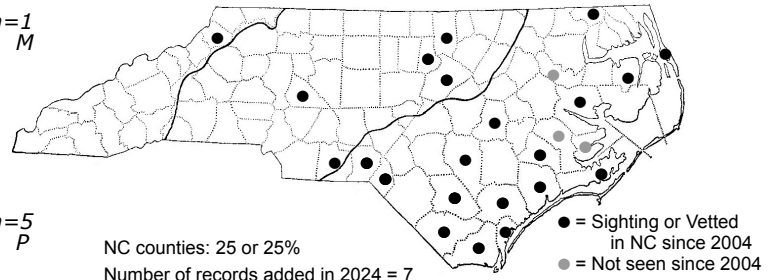 n=1
M
n=5
P
NC counties: 25 or 25%
Number of records added in 2024 = 7
● = Sighting or Vetted
in NC since 2004
● = Not seen since 2004